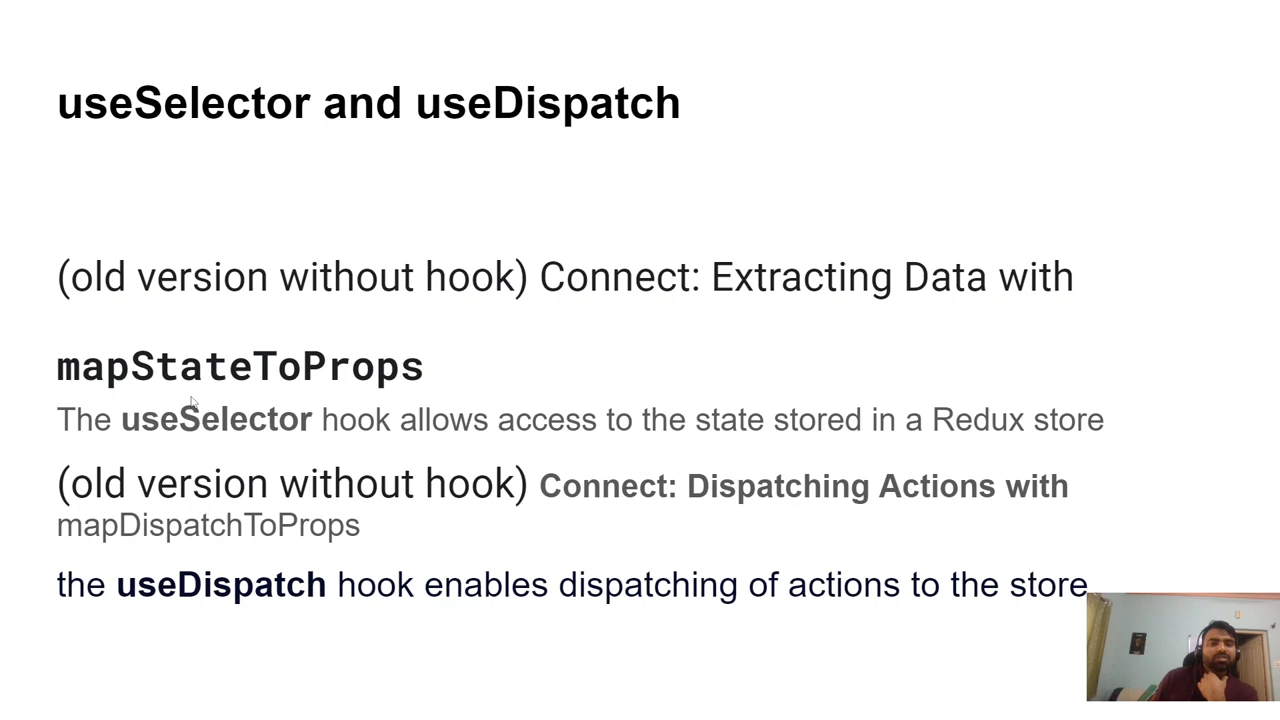 useSelector and useDispatch
(old version without hook) Connect: Extracting Data with
mapStateToProps
The useSelector hook allows access to the state stored in a Redux store
(old version without hook) Connect: Dispatching Actions with
mapDispatchToProps
the useDispatch hook enables dispatching of actions to the store